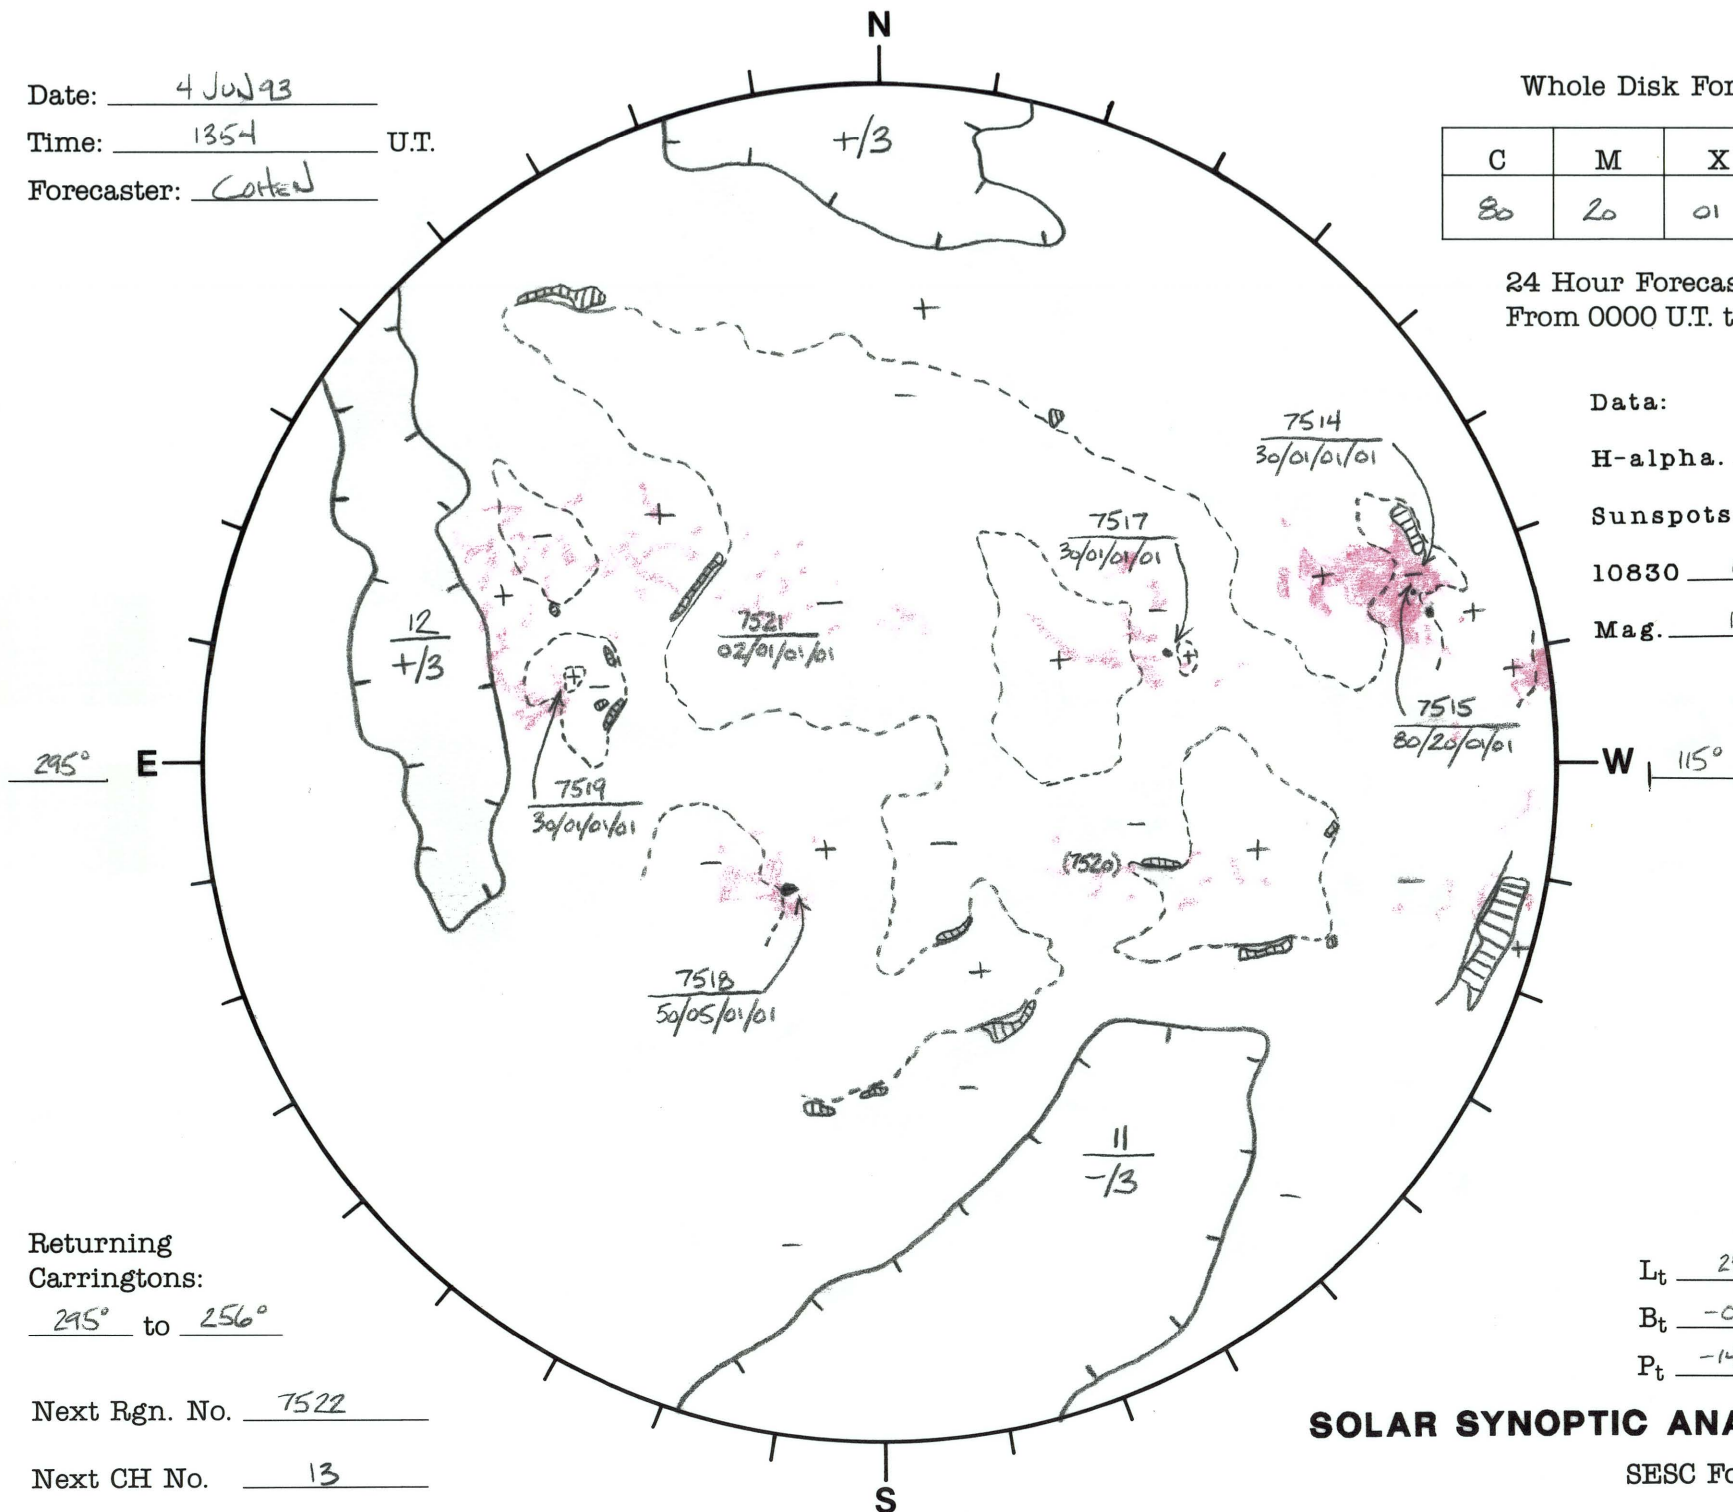 N
Date: 4 JUN 93
Time: 1354 U.T.
Forecaster: COHEN
Whole Disk For
C M X
80 20 01
24 Hour Forecas
From 0000 U.T. t
Data:
H-alpha.
Sunspots
10830
Mag.
+/3
+
-
7514
30/01/01/01
7517
30/01/01/01
+
-
+
+
-
+
12
+/3
7521
02/01/01/01
-
-
-
+
+
+
+
-
+
7515
80/20/01/01
295° E
W 115°
7519
30/01/01/01
-
+
-
-
(7520)
+
-
+
+
7518
50/05/01/01
-
11
-/3
-
-
Returning
Carringtons:
295° to 256°
Next Rgn. No. 7522
Next CH No. 13
Lt
Bt
Pt
SOLAR SYNOPTIC ANA
SESC Fo
S